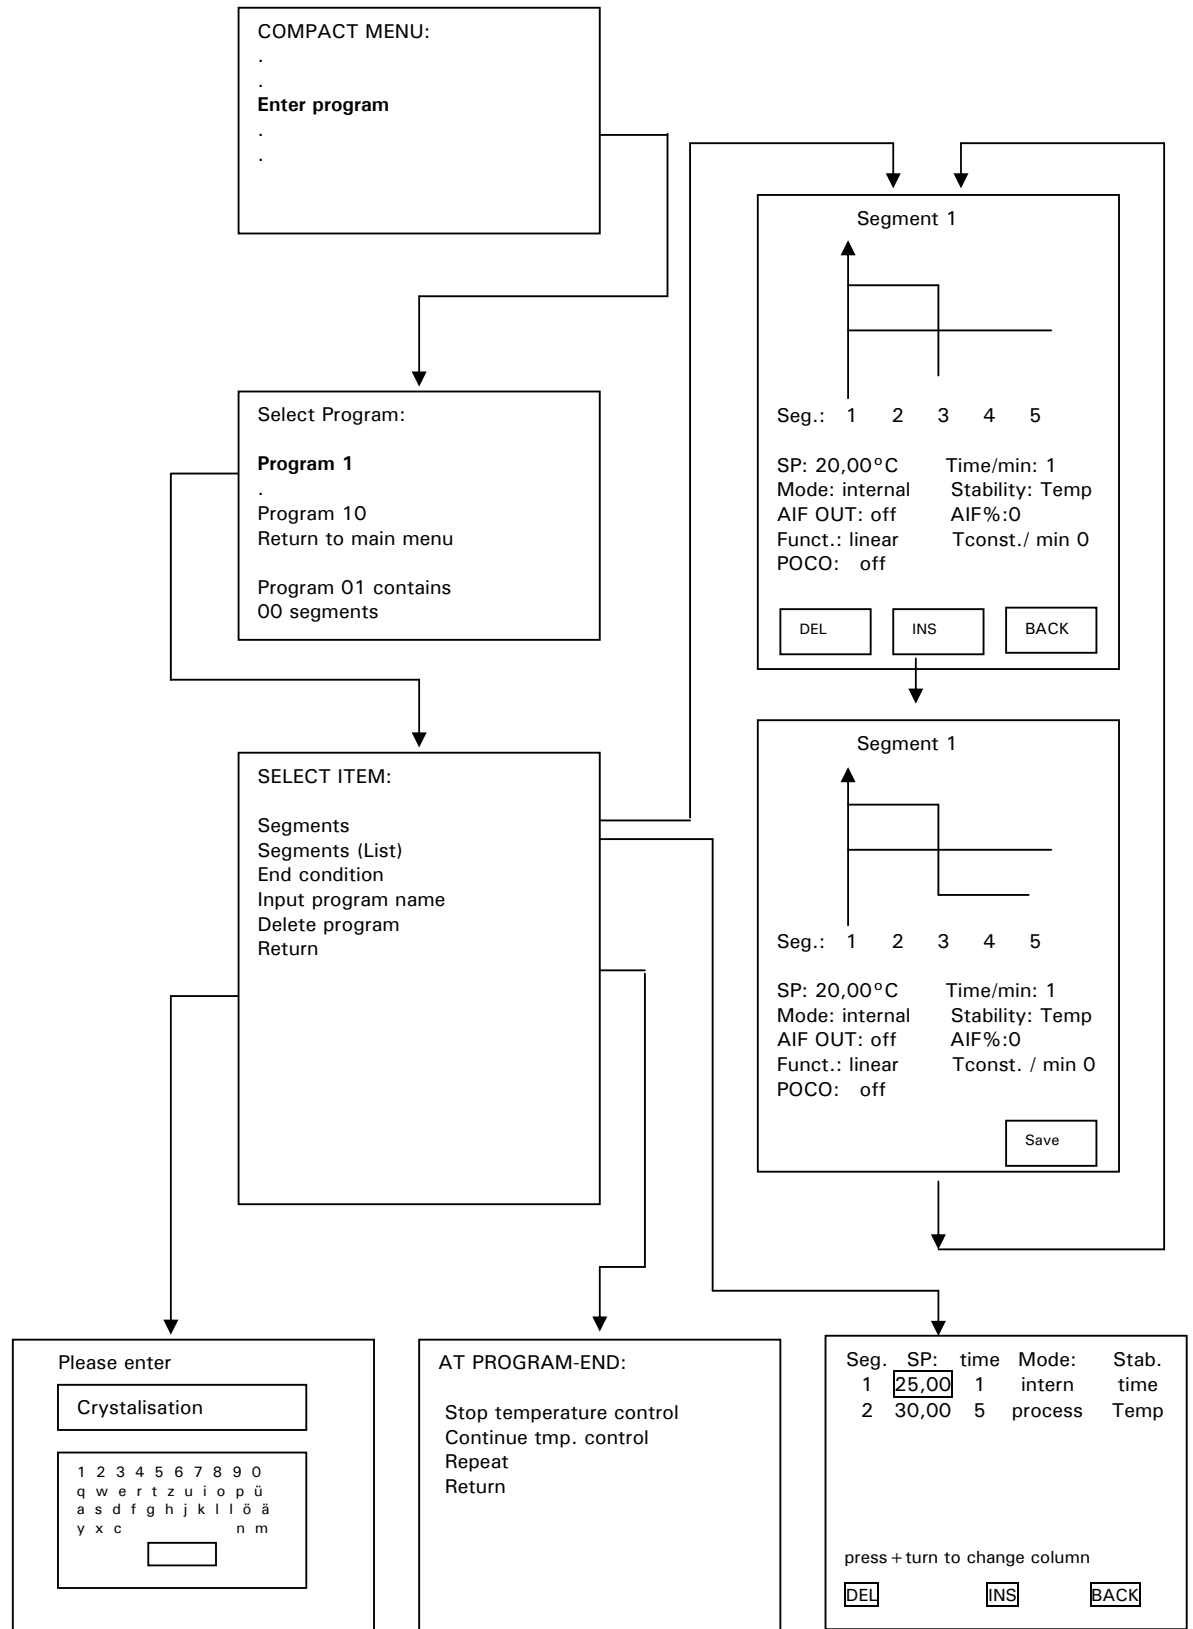 COMPACT MENU:
.
.
Enter program
.
.
Select Program:
Program 1
.
Program 10
Return to main menu
Program 01 contains
00 segments
SELECT ITEM:
Segments
Segments (List)
End condition
Input program name
Delete program
Return
Segment 1
Seg.: 1 2 3 4 5
SP: 20,00°C Time/min: 1
Mode: internal Stability: Temp
AIF OUT: off AIF%:0
Funct.: linear Tconst./ min 0
POCO: off
DEL INS BACK
Segment 1
Seg.: 1 2 3 4 5
SP: 20,00°C Time/min: 1
Mode: internal Stability: Temp
AIF OUT: off AIF%:0
Funct.: linear Tconst. / min 0
POCO: off
Save
Please enter
Crystalisation
1 2 3 4 5 6 7 8 9 0
q w e r t z u i o p ü
a s d f g h j k l l ö ä
y x c n m
AT PROGRAM-END:
Stop temperature control
Continue tmp. control
Repeat
Return
Seg. SP: time Mode: Stab.
1 25,00 1 intern time
2 30,00 5 process Temp
press+turn to change column
DEL INS BACK